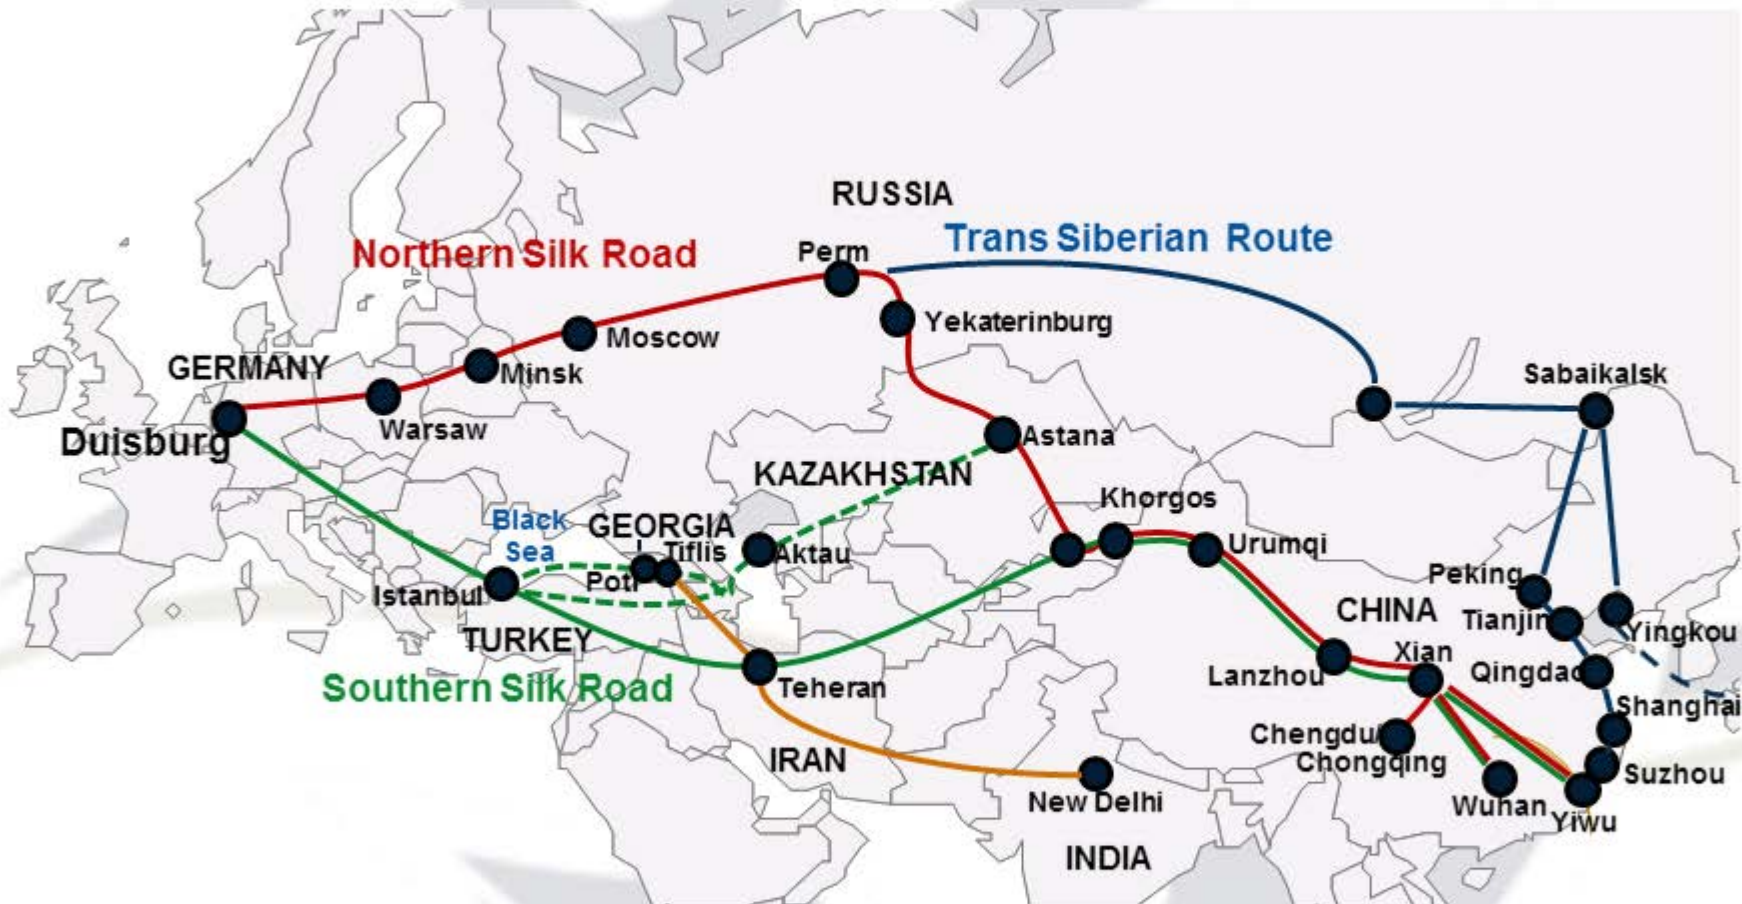 RUSSIA
Trans Siberian Route
Northern Silk Road
Perm
Yekaterinburg
Moscow
GERMANY
Minsk
Sabaikalsk
Duisburg
Warsaw
Astana
KAZAKHSTAN
Khorgos
Black
Sea
GEORGIA
Tiflis
Aktau
Urumqi
Poti
Istanbul
Peking
CHINA
Tianjin
Yingkou
TURKEY
Xian
Lanzhou
Qingdao
Southern Silk Road
Teheran
Shanghai
Chengdu/
Chongqing
IRAN
Suzhou
New Delhi
Wuhan
Yiwu
INDIA